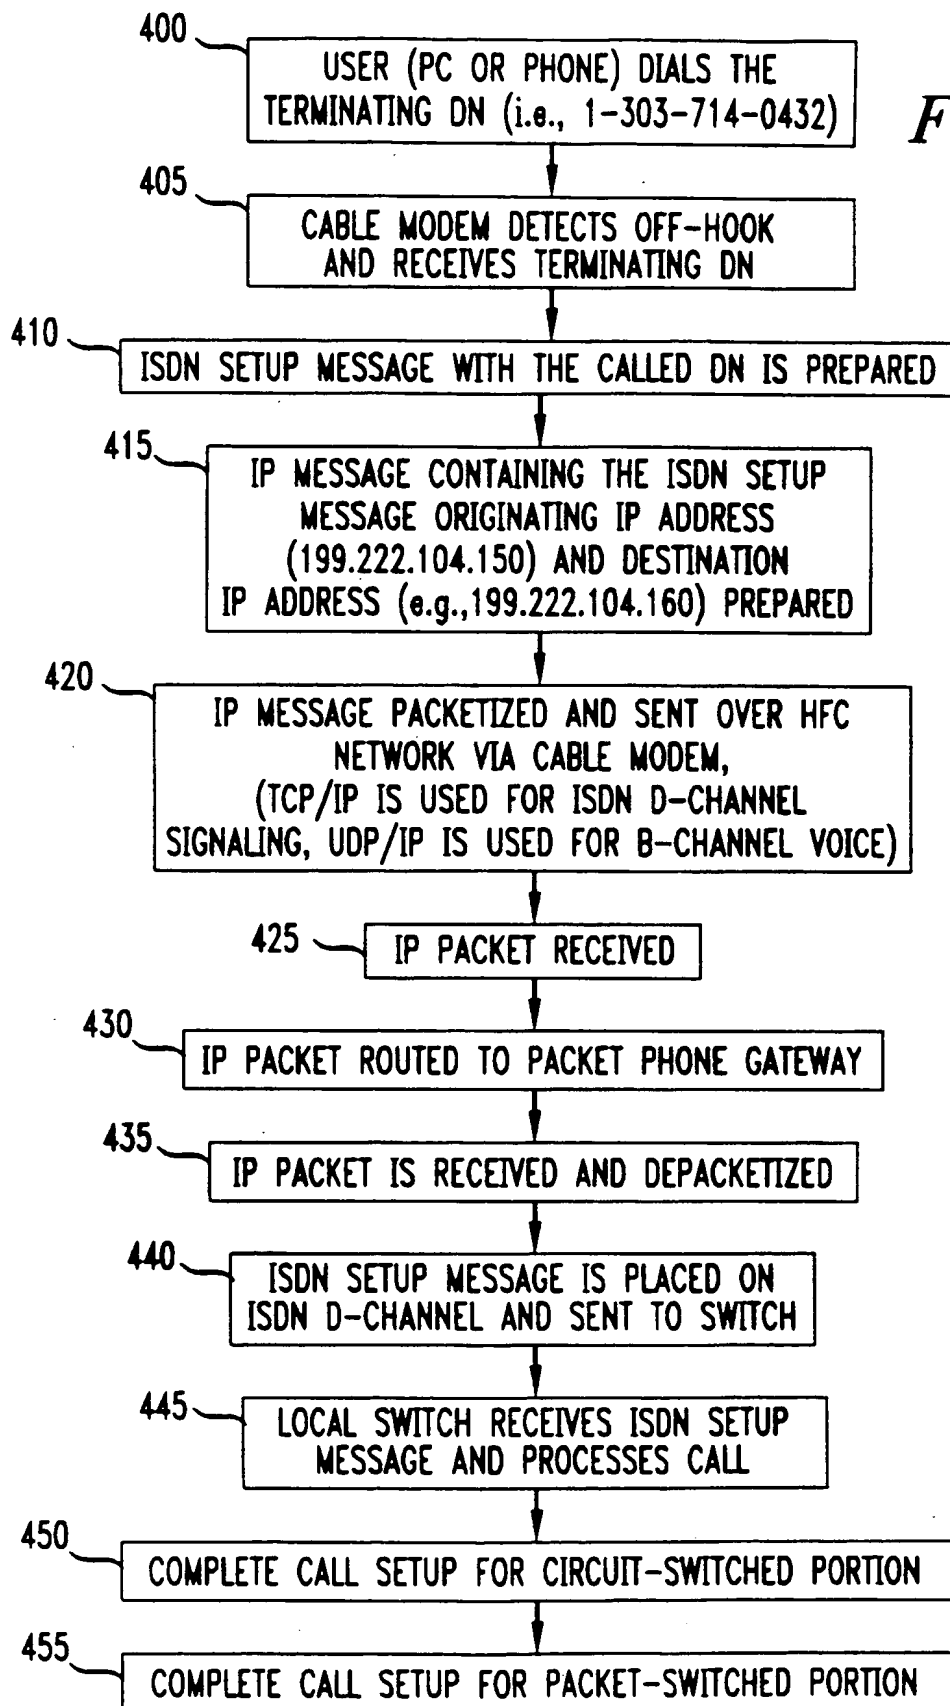 400
USER (PC OR PHONE) DIALS THE
TERMINATING DN (i.e., 1-303-714-0432)
F
405
CABLE MODEM DETECTS OFF-HOOK
AND RECEIVES TERMINATING DN
410
ISDN SETUP MESSAGE WITH THE CALLED DN IS PREPARED
415
IP MESSAGE CONTAINING THE ISDN SETUP
MESSAGE ORIGINATING IP ADDRESS
(199.222.104.150) AND DESTINATION
IP ADDRESS (e.g.,199.222.104.160) PREPARED
420
IP MESSAGE PACKETIZED AND SENT OVER HFC
NETWORK VIA CABLE MODEM,
(TCP/IP IS USED FOR ISDN D-CHANNEL
SIGNALING, UDP/IP IS USED FOR B-CHANNEL VOICE)
425
IP PACKET RECEIVED
430
IP PACKET ROUTED TO PACKET PHONE GATEWAY
435
IP PACKET IS RECEIVED AND DEPACKETIZED
440
ISDN SETUP MESSAGE IS PLACED ON
ISDN D-CHANNEL AND SENT TO SWITCH
445
LOCAL SWITCH RECEIVES ISDN SETUP
MESSAGE AND PROCESSES CALL
450
COMPLETE CALL SETUP FOR CIRCUIT-SWITCHED PORTION
455
COMPLETE CALL SETUP FOR PACKET-SWITCHED PORTION